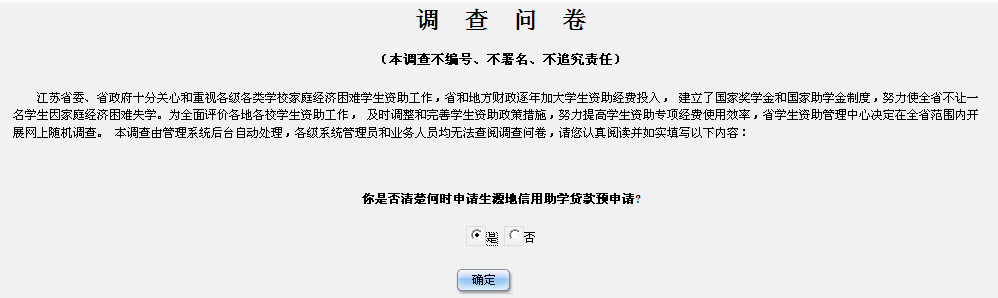 调 查 问 卷
（本调查不编号、不署名、不追究责任）
江苏省委、省政府十分关心和重视各级各类学校家庭经济困难学生资助工作，省和地方财政逐年加大学生资助经费投入， 建立了国家奖学金和国家助学金制度，努力使全省不让一
名学生因家庭经济困难失学。为全面评价各地各校学生资助工作， 及时调整和完善学生资助政策措施，努力提高学生资助专项经费使用效率，省学生资助管理中心决定在全省范围内开
展网上随机调查。 本调查由管理系统后台自动处理，各级系统管理员和业务人员均无法查阅调查问卷，请您认真阅读并如实填写以下内容：
你是否清楚何时申请生源地信用助学贷款预申请?
是 否
确定